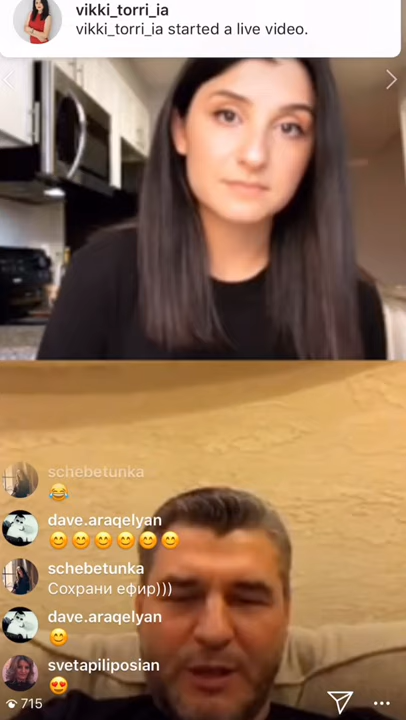 vikki_torri_ia
vikki_torri_ia started a live video.
schebetunka
😂
dave.araqelyan
😊😊😊😊😊😊
schebetunka
Сохрани ефир)))
dave.araqelyan
😊
svetapiliposian
😍
715